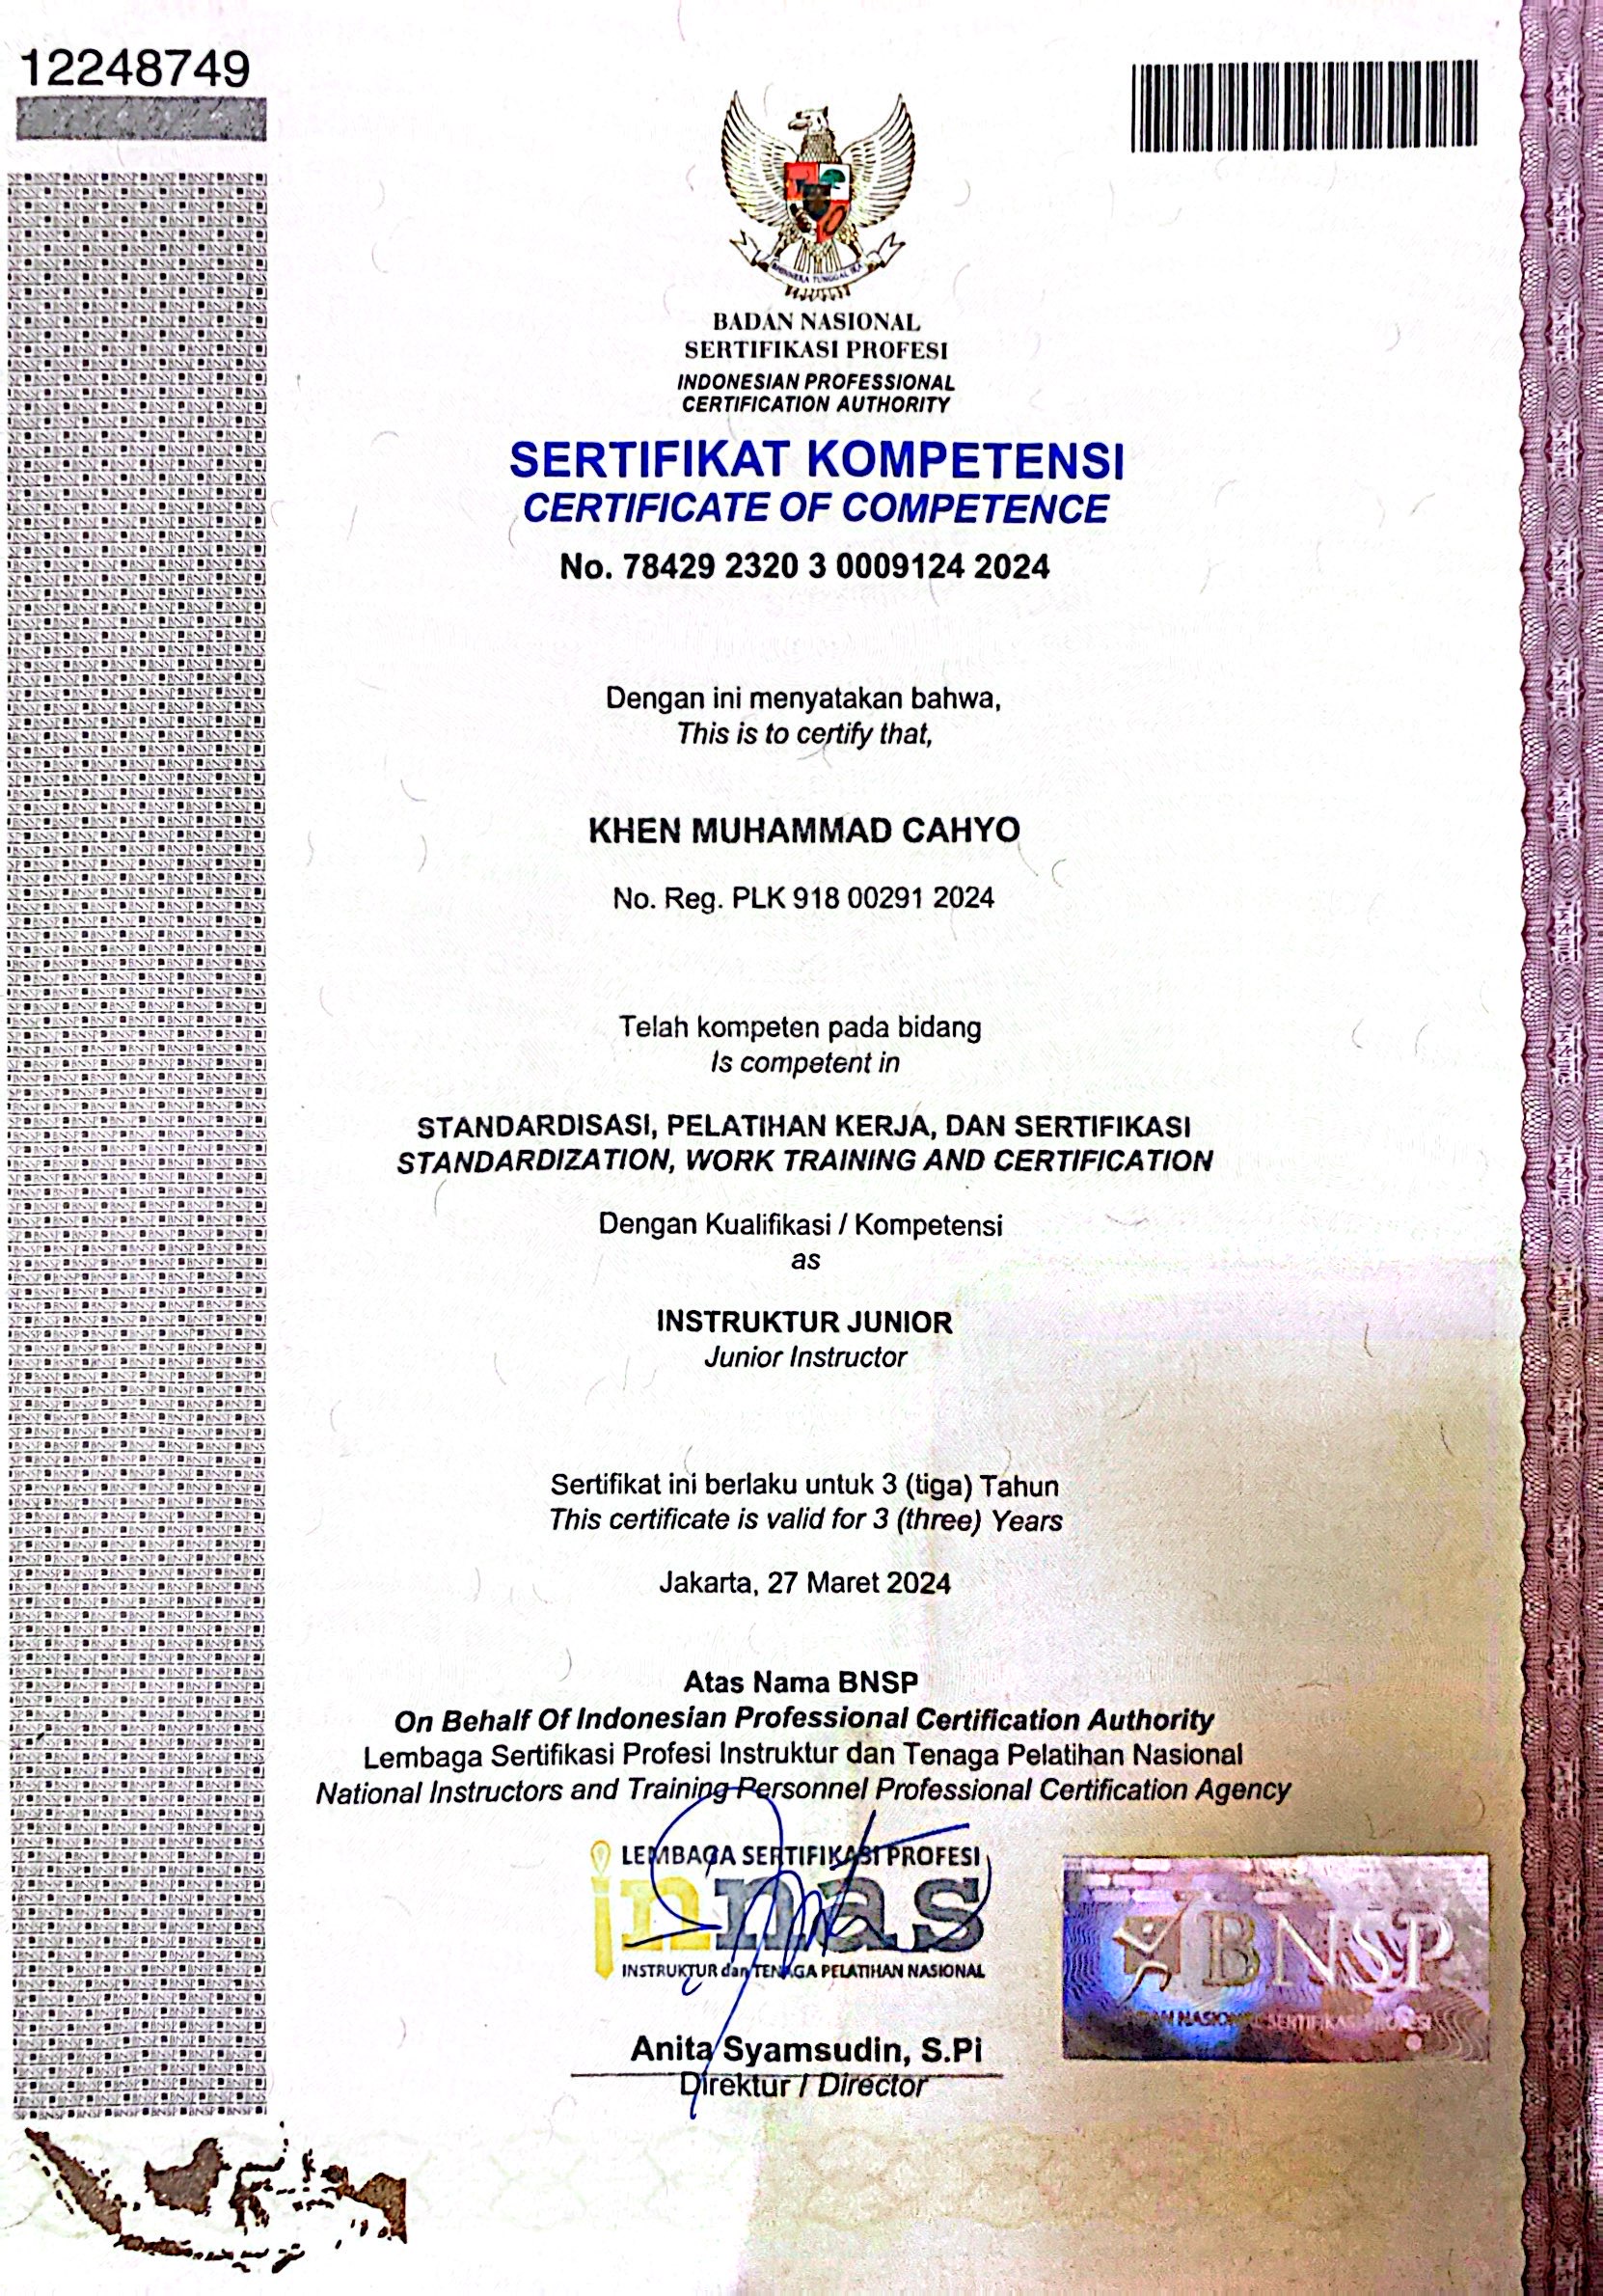 12248749
BHINNEKA TUNGGAL IKA
BADAN NASIONAL
SERTIFIKASI PROFESI
INDONESIAN PROFESSIONAL
CERTIFICATION AUTHORITY
SERTIFIKAT KOMPETENSI
CERTIFICATE OF COMPETENCE
No. 78429 2320 3 0009124 2024
Dengan ini menyatakan bahwa,
This is to certify that,
KHEN MUHAMMAD CAHYO
No. Reg. PLK 918 00291 2024
Telah kompeten pada bidang
Is competent in
STANDARDISASI, PELATIHAN KERJA, DAN SERTIFIKASI
STANDARDIZATION, WORK TRAINING AND CERTIFICATION
Dengan Kualifikasi / Kompetensi
as
INSTRUKTUR JUNIOR
Junior Instructor
Sertifikat ini berlaku untuk 3 (tiga) Tahun
This certificate is valid for 3 (three) Years
Jakarta, 27 Maret 2024
Atas Nama BNSP
On Behalf Of Indonesian Professional Certification Authority
Lembaga Sertifikasi Profesi Instruktur dan Tenaga Pelatihan Nasional
National Instructors and Training Personnel Professional Certification Agency
LEMBAGA SERTIFIKASI PROFESI
innas
INSTRUKTUR dan TENAGA PELATIHAN NASIONAL
BNSP
NASIONAL SERTIFIKASI PROFESI
Anita Syamsudin, S.Pi
Direktur / Director